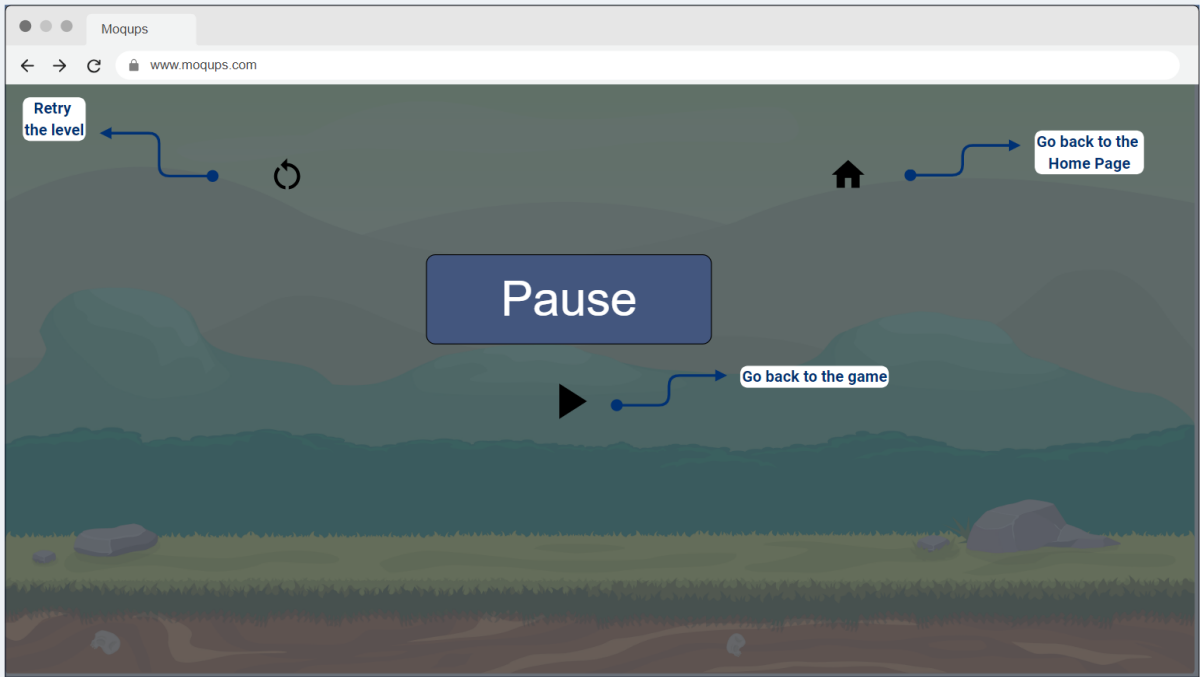 Moqups
www.moqups.com
Retry
the level
Go back to the
Home Page
Pause
Go back to the game